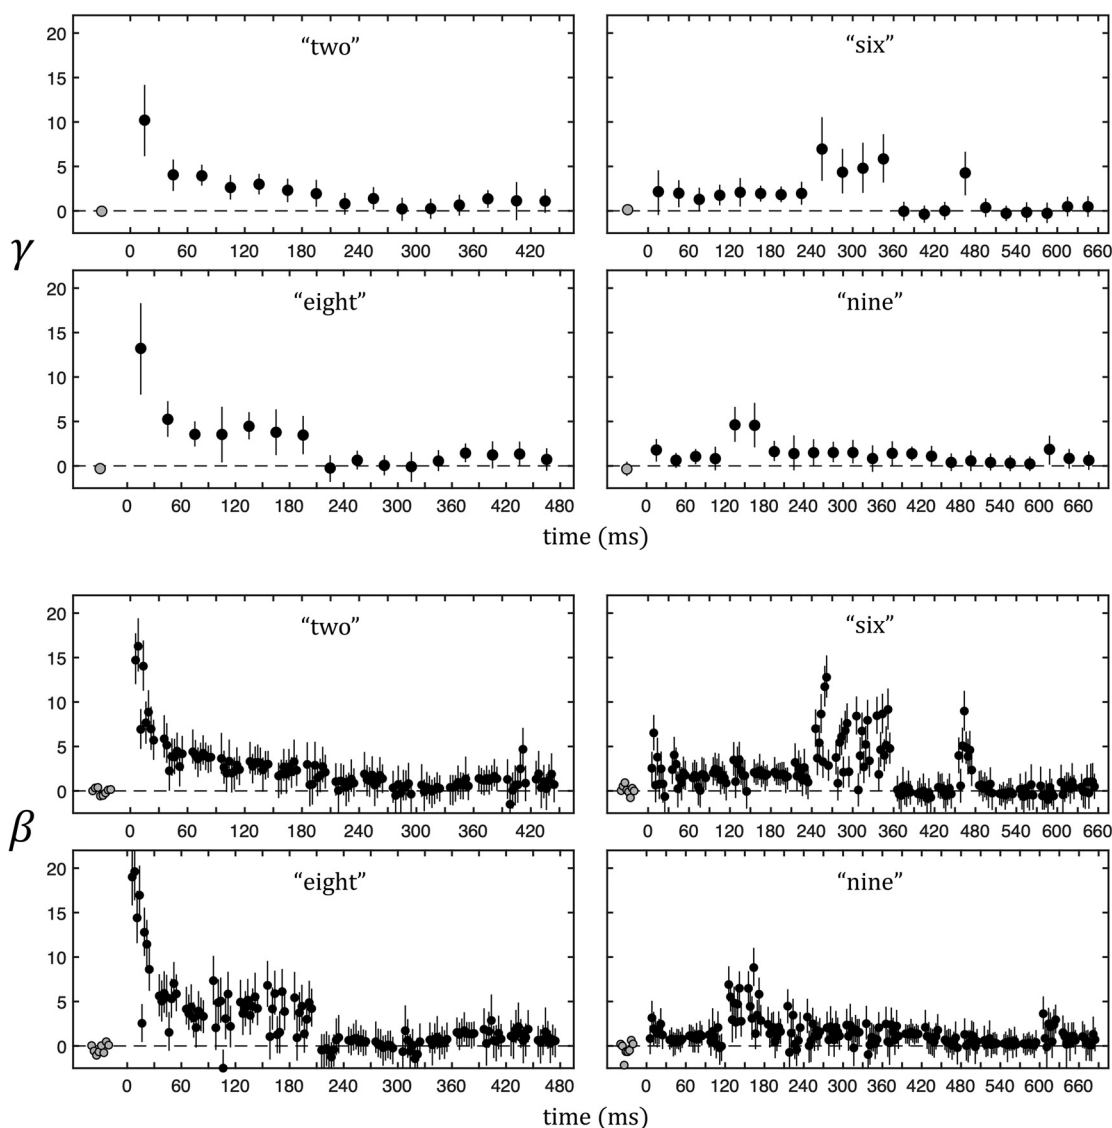 20 15 10 5 0 "two" 0 60 120 180 240 300 360 420
"six" 0 60 120 180 240 300 360 420 480 540 600 660
γ
20 15 10 5 0 "eight" 0 60 120 180 240 300 360 420 480
"nine" 0 60 120 180 240 300 360 420 480 540 600 660
time (ms)
20 15 10 5 0 "two" 0 60 120 180 240 300 360 420
"six" 0 60 120 180 240 300 360 420 480 540 600 660
β
20 15 10 5 0 "eight" 0 60 120 180 240 300 360 420 480
"nine" 0 60 120 180 240 300 360 420 480 540 600 660
time (ms)